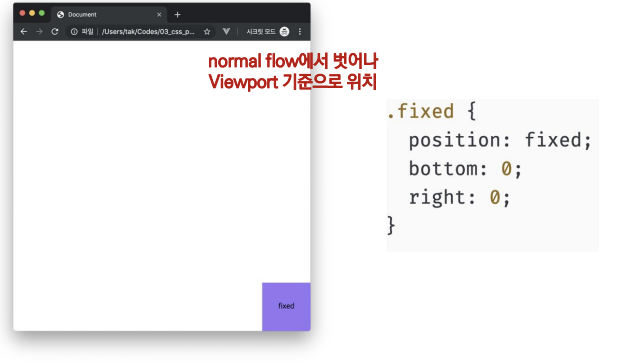 Document
파일 | /Users/tak/Codes/03_css_p...
시크릿 모드
normal flow에서 벗어나
Viewport 기준으로 위치
.fixed {
position: fixed;
bottom: 0;
right: 0;
}
fixed